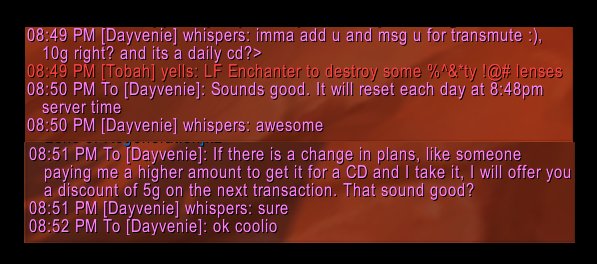 08:49 PM [Dayvenie] whispers: imma add u and msg u for transmute :),
10g right? and its a daily cd?>
08:49 PM [Tobah] yells: LF Enchanter to destroy some %^&*ty !@# lenses
08:50 PM To [Dayvenie]: Sounds good. It will reset each day at 8:48pm
server time
08:50 PM [Dayvenie] whispers: awesome
08:51 PM To [Dayvenie]: If there is a change in plans, like someone
paying me a higher amount to get it for a CD and I take it, I will offer you
a discount of 5g on the next transaction. That sound good?
08:51 PM [Dayvenie] whispers: sure
08:52 PM To [Dayvenie]: ok coolio